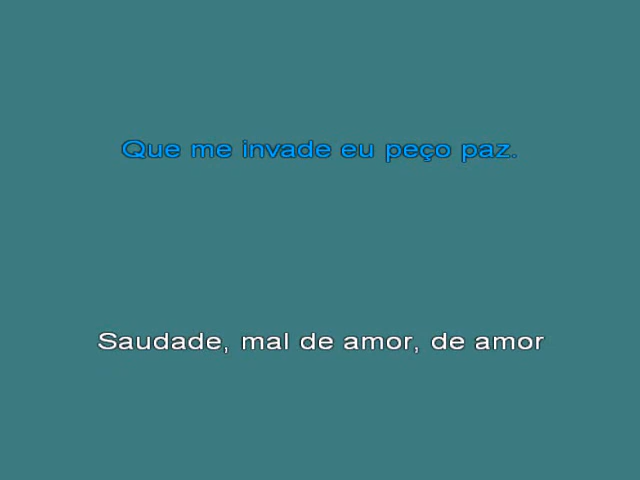 Que me invade eu peço paz.
Saudade, mal de amor, de amor